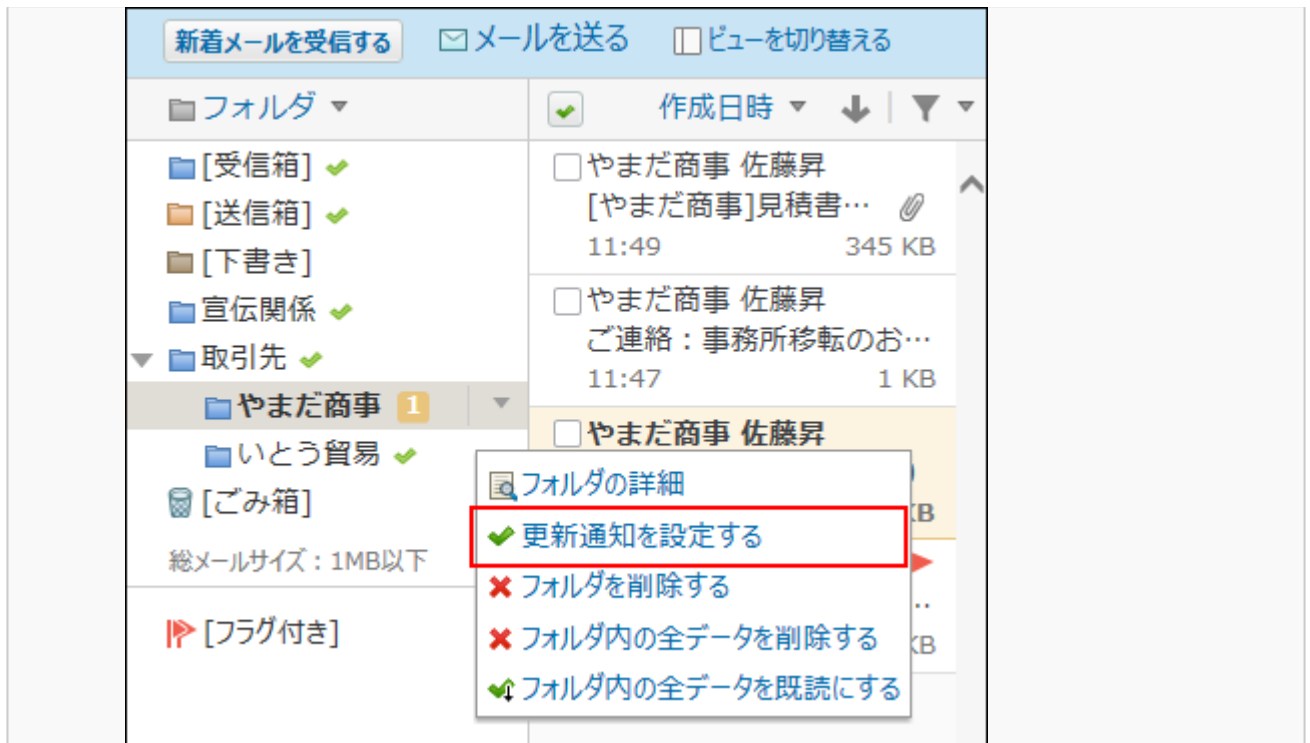 新着メールを受信する メールを送る ビューを切り替える
フォルダ
[受信箱]
[送信箱]
[下書き]
宣伝関係
取引先
やまだ商事 1
いとう貿易
[ごみ箱]
総メールサイズ：1MB以下
[フラグ付き]
作成日時
やまだ商事 佐藤昇
[やまだ商事]見積書…
11:49 345 KB
やまだ商事 佐藤昇
ご連絡：事務所移転のお…
11:47 1 KB
やまだ商事 佐藤昇
KB
..
KB
フォルダの詳細
更新通知を設定する
フォルダを削除する
フォルダ内の全データを削除する
フォルダ内の全データを既読にする